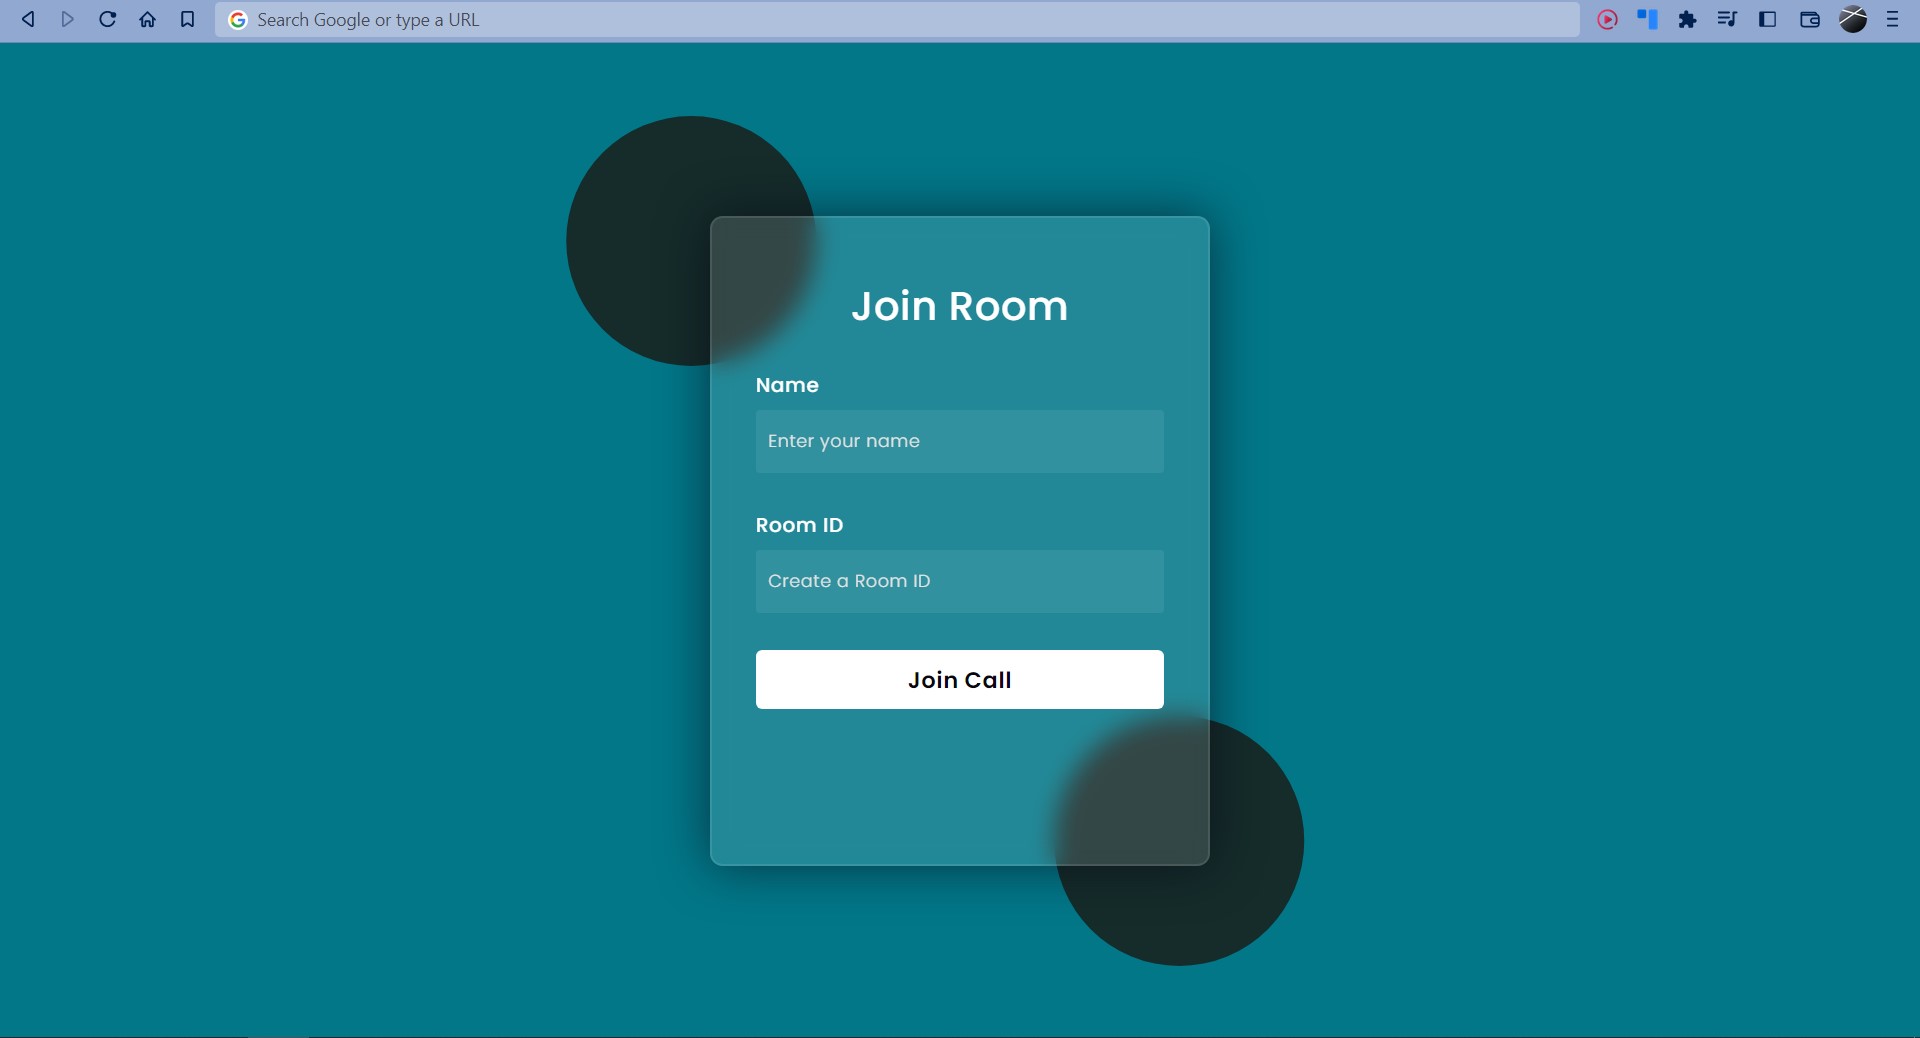 Search Google or type a URL
Join Room
Name
Enter your name
Room ID
Create a Room ID
Join Call